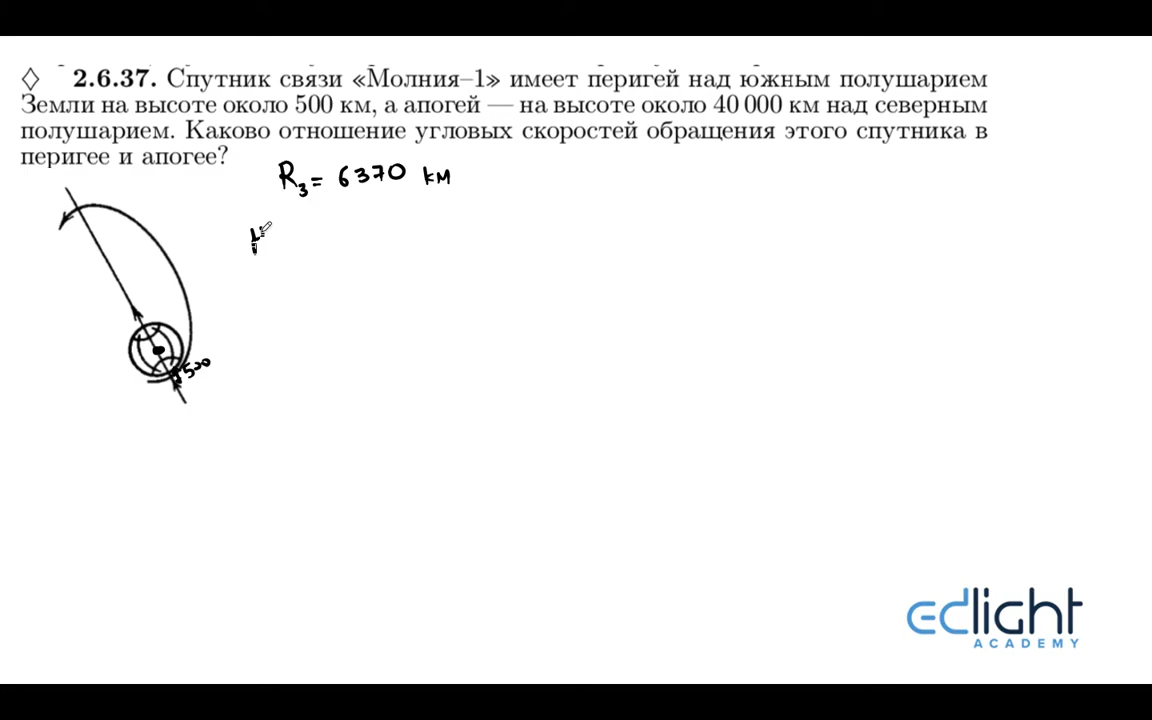 ◊ 2.6.37. Спутник связи «Молния–1» имеет перигей над южным полушарием
Земли на высоте около 500 км, а апогей — на высоте около 40 000 км над северным
полушарием. Каково отношение угловых скоростей обращения этого спутника в
перигее и апогее?
R₃ = 6370 км
500
edlight
ACADEMY